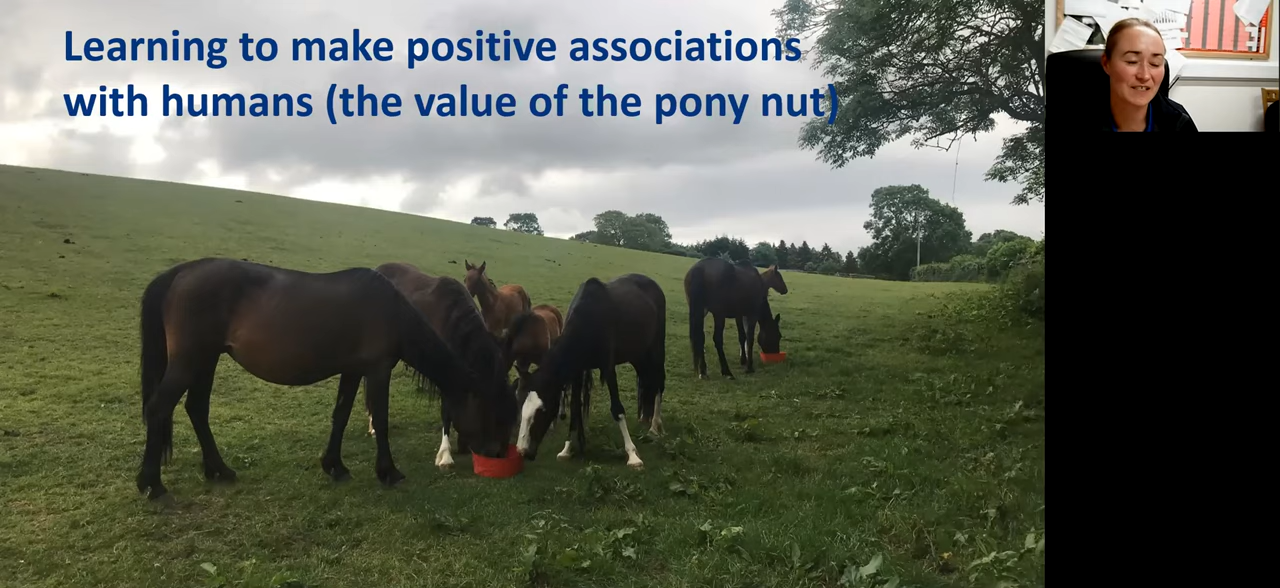 Learning to make positive associations
with humans (the value of the pony nut)